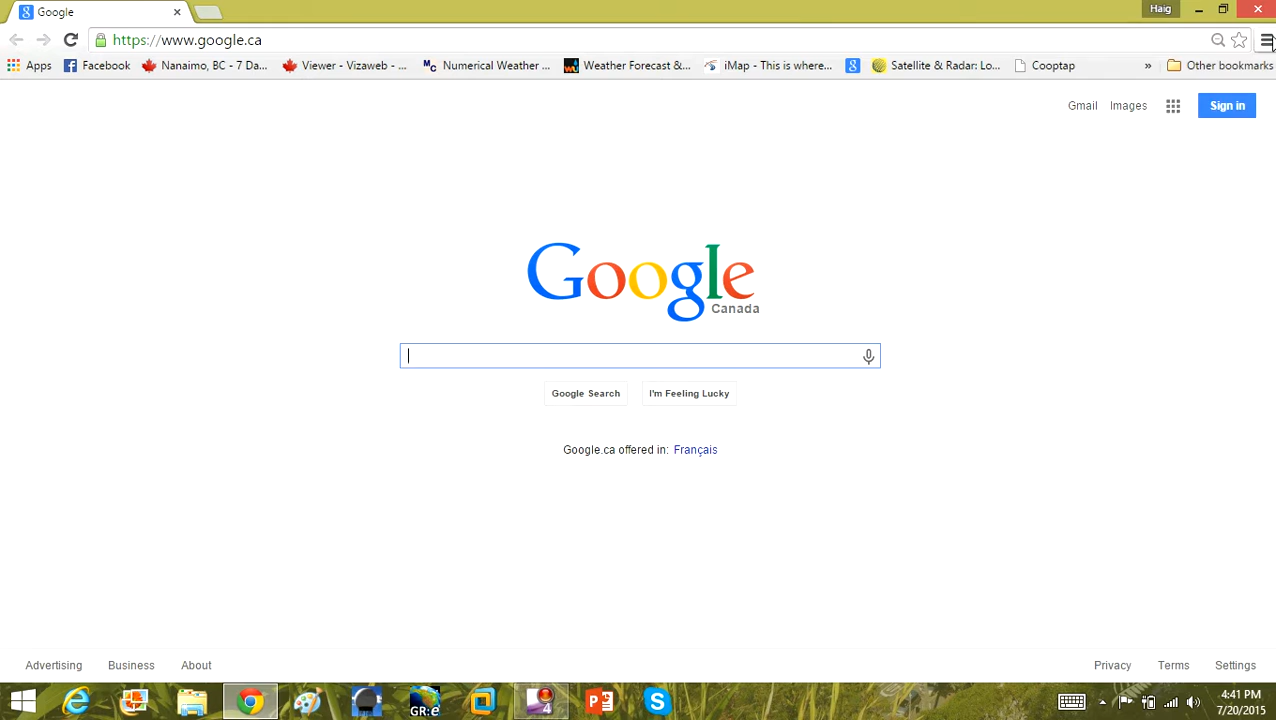 Google
Haig
https://www.google.ca
Apps Facebook Nanaimo, BC - 7 Da... Viewer - Vizaweb - ... Numerical Weather ... Weather Forecast &... iMap - This is where... Satellite & Radar: Lo... Cooptap » Other bookmarks
Gmail Images Sign in
Google
Canada
Google Search I'm Feeling Lucky
Google.ca offered in: Français
Advertising Business About Privacy Terms Settings
GR:e 4
4:41 PM
7/20/2015